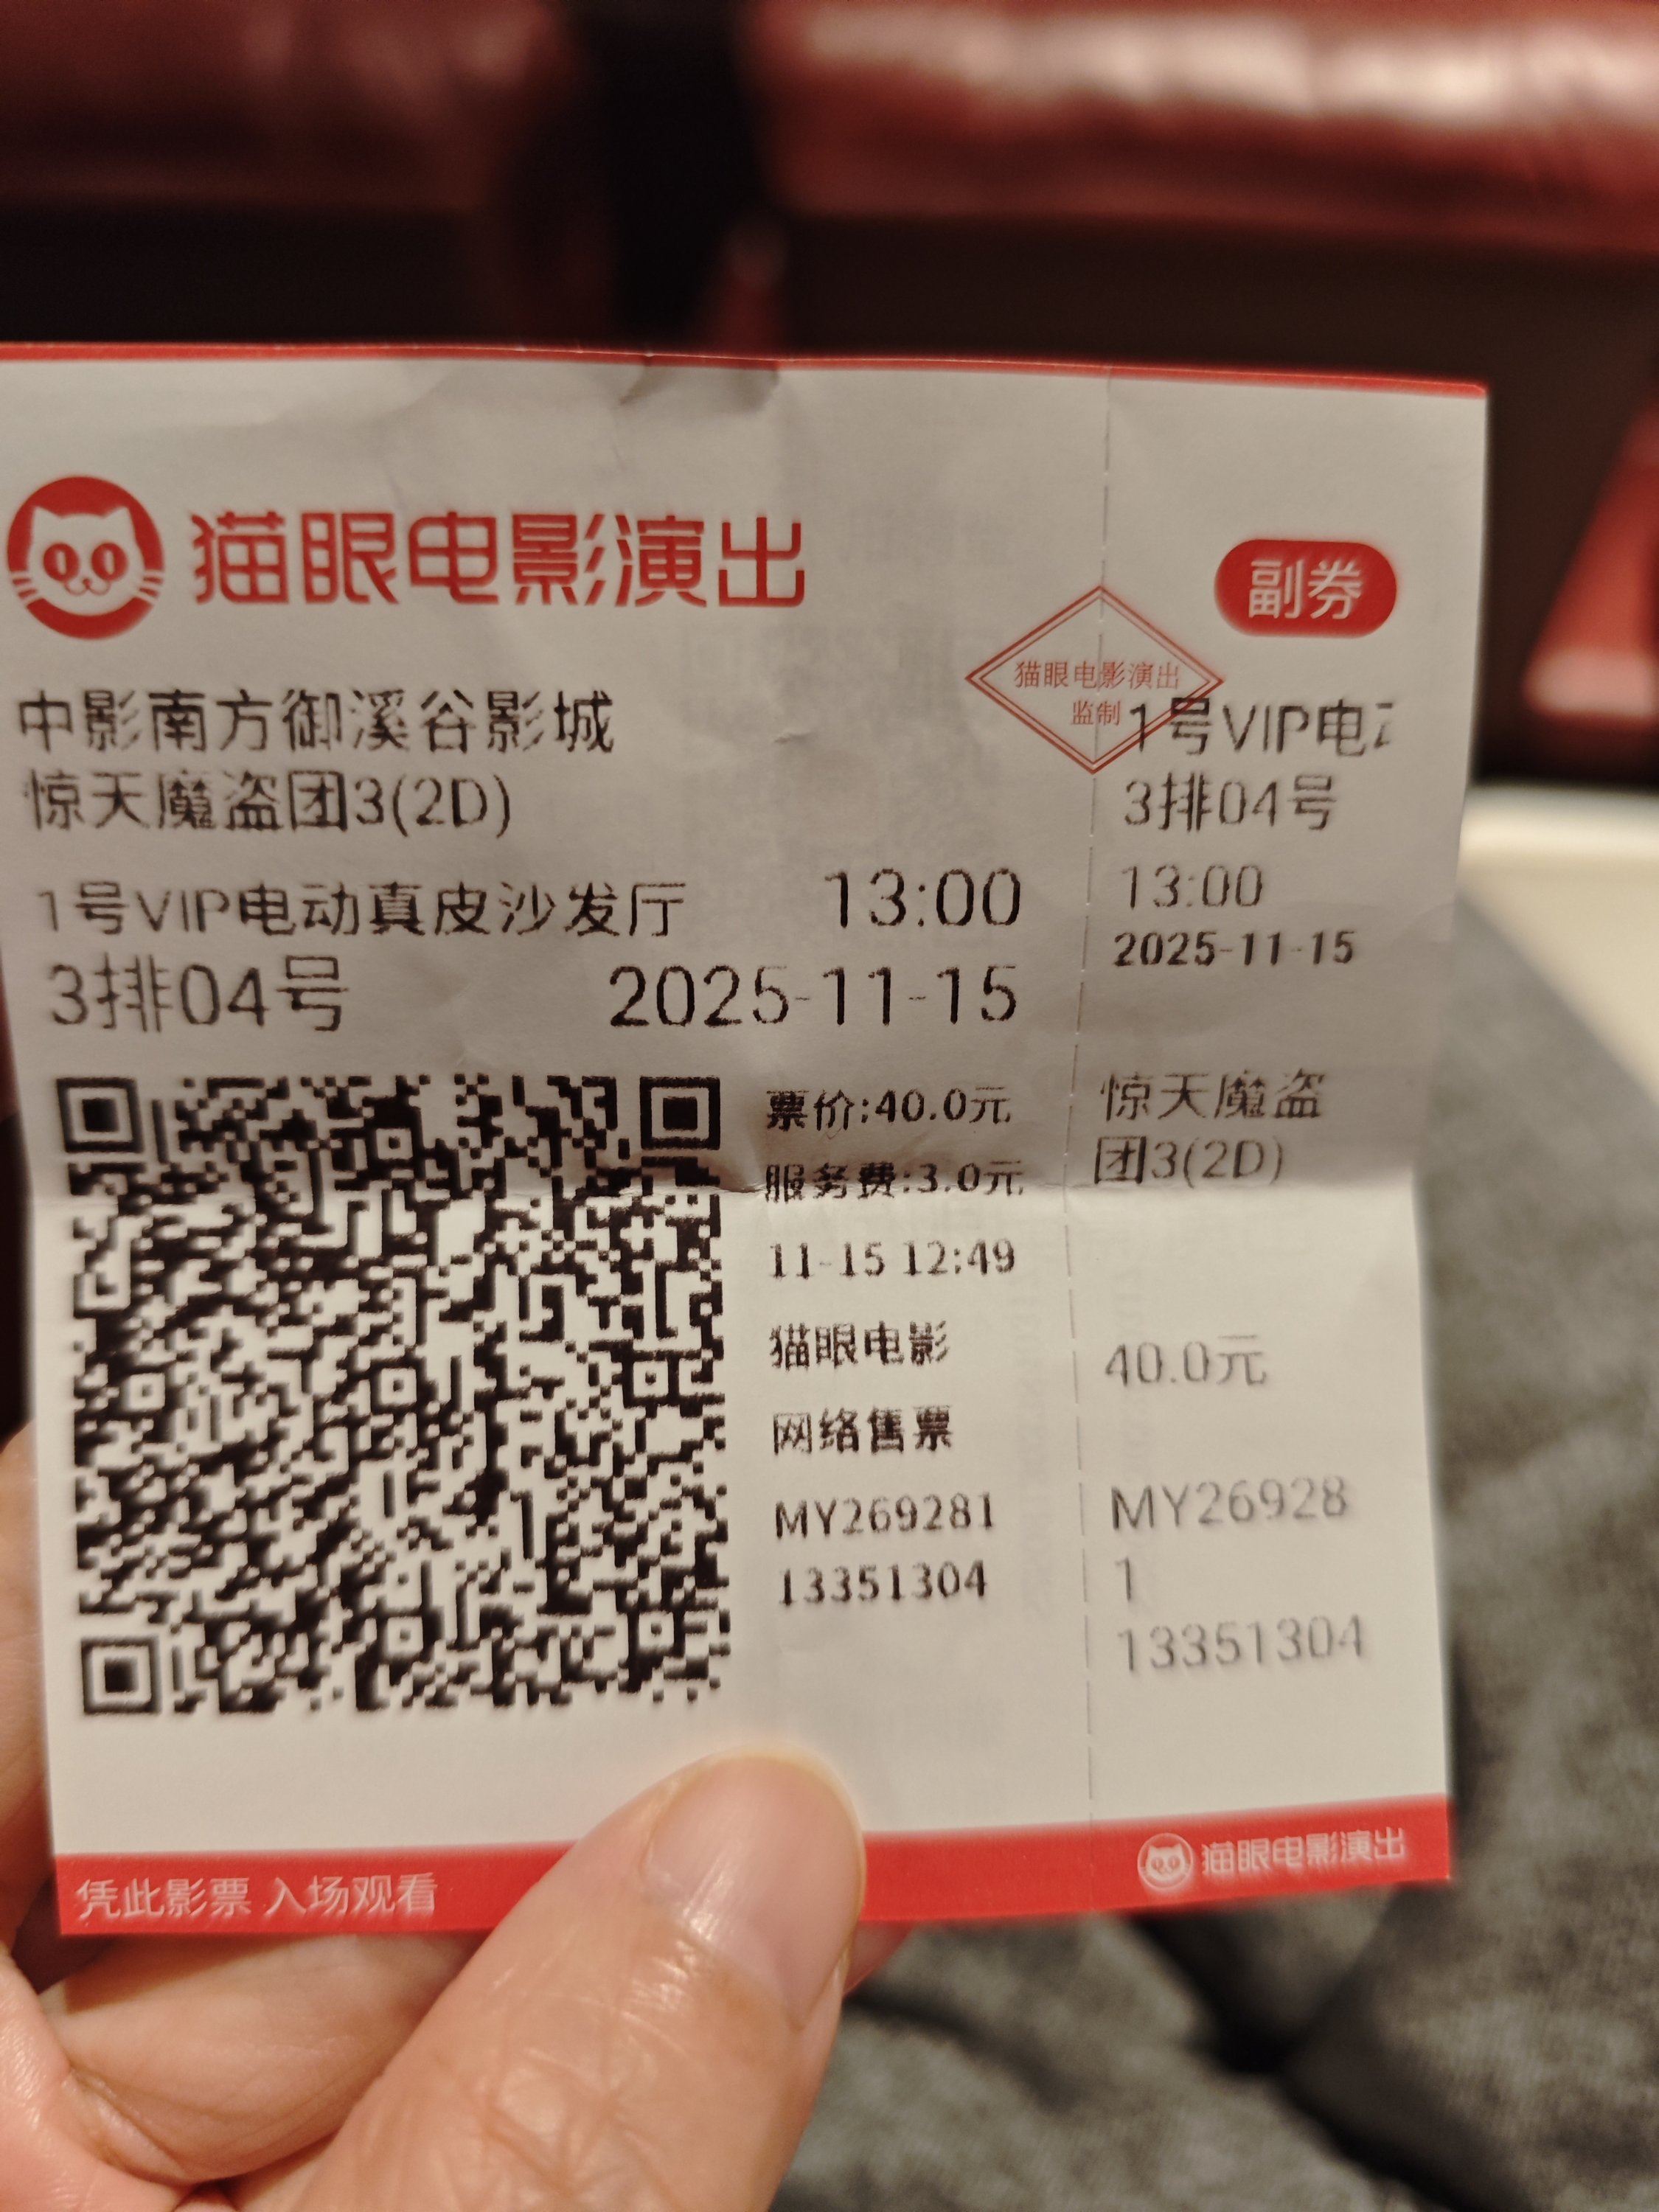 猫眼电影演出
副券
猫眼电影演出
监制
中影南方御溪谷影城
惊天魔盗团3(2D)
1号VIP电动真皮沙发厅 13:00
3排04号 2025-11-15
票价:40.0元
服务费:3.0元
11-15 12:49
猫眼电影
网络售票
MY269281
13351304
1号VIP电
3排04号
13:00
2025-11-15
惊天魔盗
团3(2D)
40.0元
MY26928
1
13351304
凭此影票 入场观看
猫眼电影演出